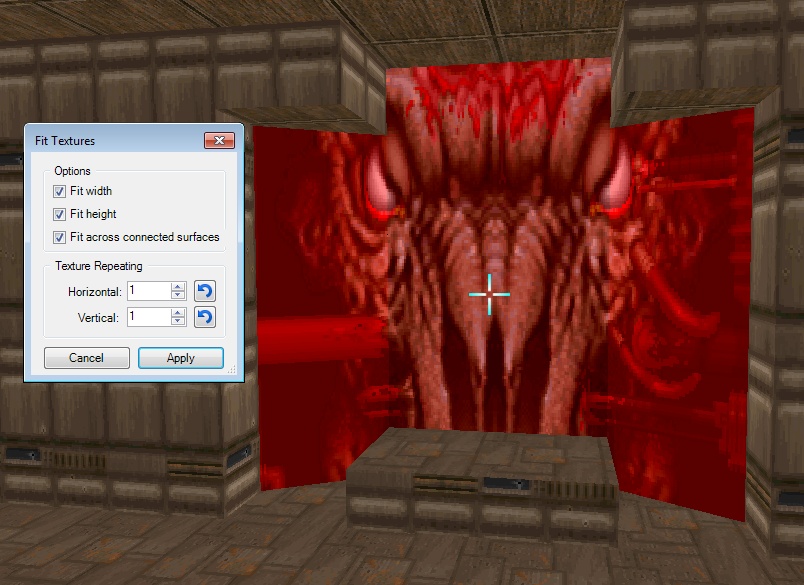 Fit Textures
Options
Fit width
Fit height
Fit across connected surfaces
Texture Repeating
Horizontal: 1
Vertical: 1
Cancel Apply